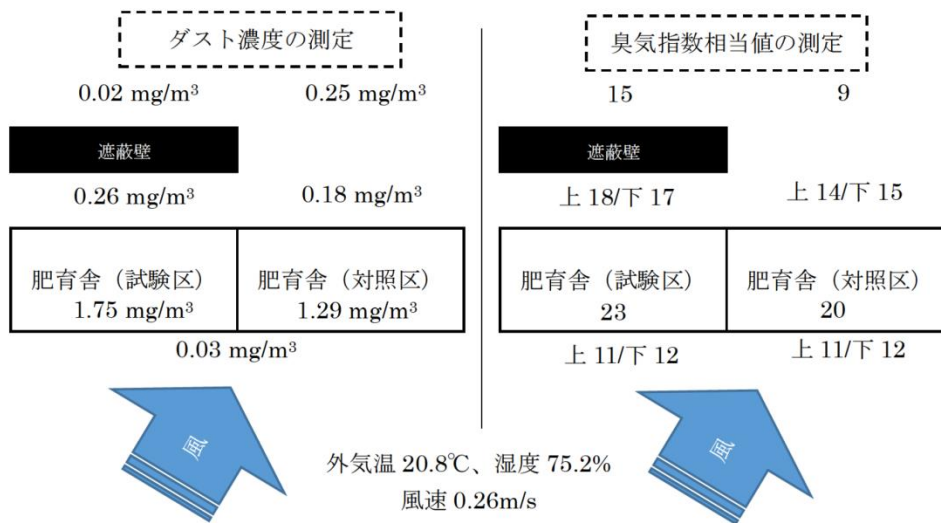 ダスト濃度の測定
0.02 mg/m³ 0.25 mg/m³
遮蔽壁
0.26 mg/m³ 0.18 mg/m³
肥育舎（試験区） 肥育舎（対照区）
1.75 mg/m³ 1.29 mg/m³
0.03 mg/m³
風
臭気指数相当値の測定
15 9
遮蔽壁
上 18/下 17 上 14/下 15
肥育舎（試験区） 肥育舎（対照区）
23 20
上 11/下 12 上 11/下 12
風
外気温 20.8℃、湿度 75.2%
風速 0.26m/s